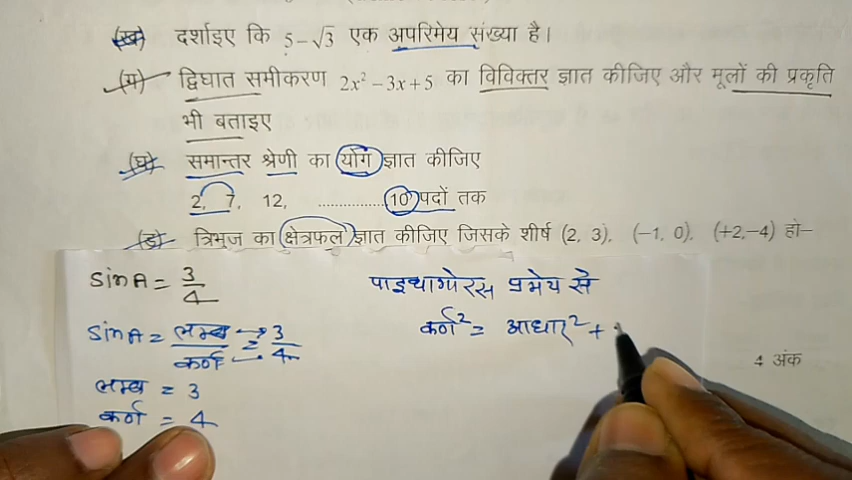 (ख) दर्शाइए कि 5-√3 एक अपरिमेय संख्या है।
(ग) द्विघात समीकरण 2x² - 3x + 5 का विविक्तर ज्ञात कीजिए और मूलों की प्रकृति
भी बताइए
(घ) समान्तर श्रेणी का योग ज्ञात कीजिए
2, 7, 12, ................10 पदों तक
(ङ) त्रिभुज का क्षेत्रफल ज्ञात कीजिए जिसके शीर्ष (2, 3), (-1, 0), (+2,-4) हो-
sinA = 3/4
sinA = लम्ब/कर्ण = 3/4
लम्ब = 3
कर्ण = 4
पाइथागोरस प्रमेय से
कर्ण² = आधार² +
4 अंक